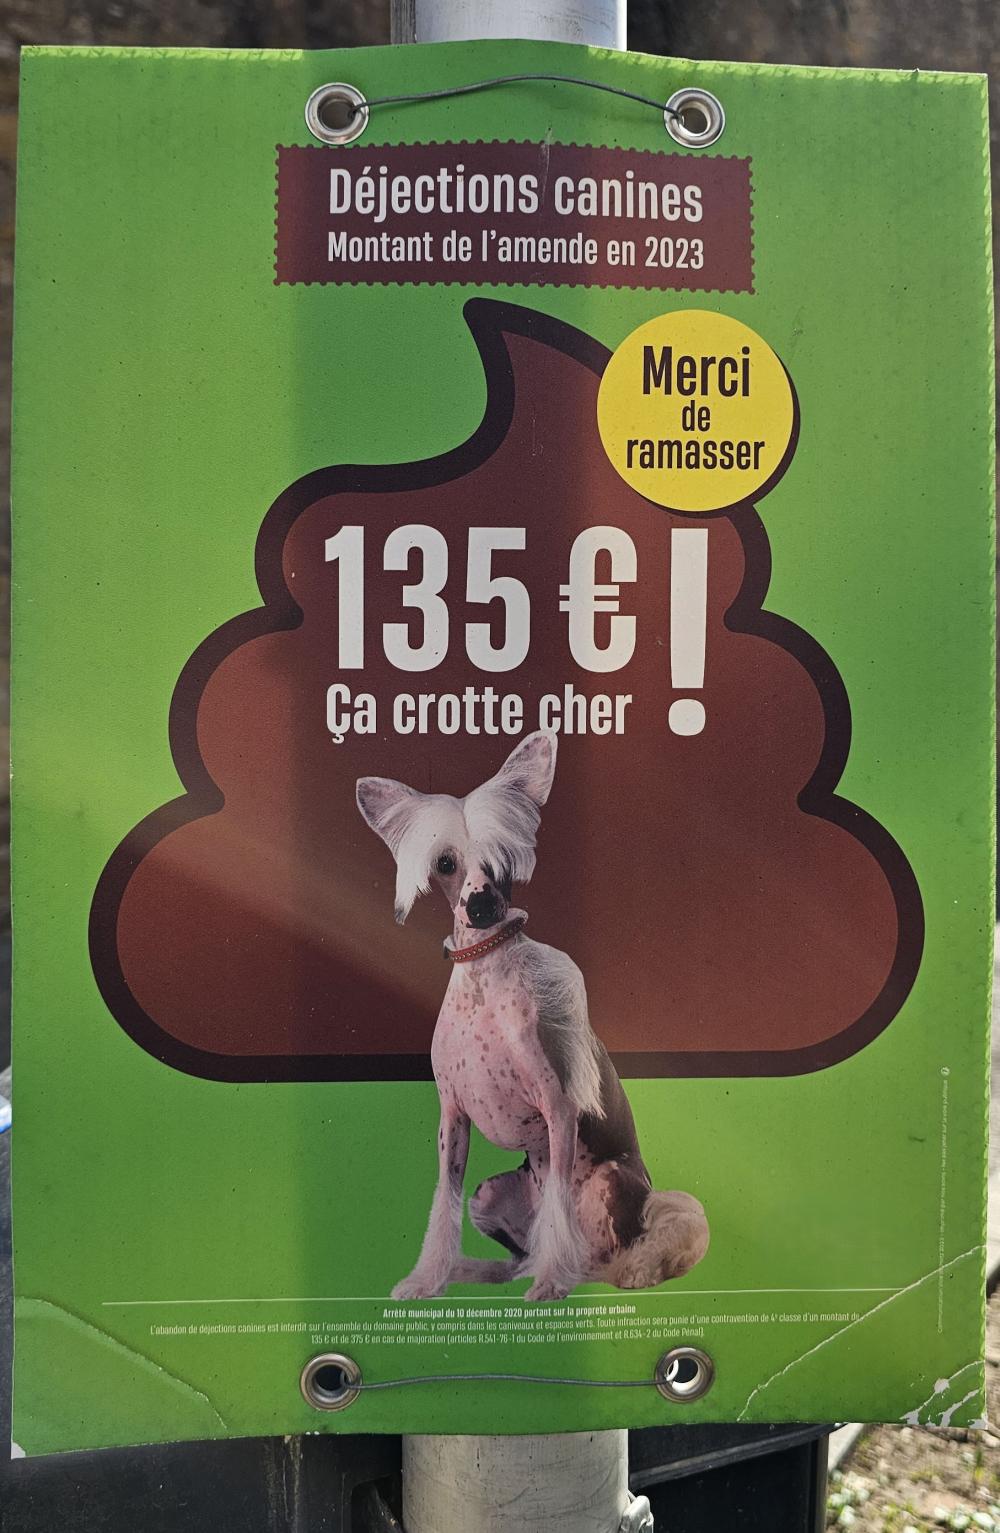 Déjections canines
Montant de l'amende en 2023
Merci
de
ramasser
135 € !
Ça crotte cher
Arrêté municipal du 10 décembre 2020 portant sur la propreté urbaine
L'abandon de déjections canines est interdit sur l'ensemble du domaine public, y compris dans les caniveaux et espaces verts. Toute infraction sera punie d'une contravention de 4e classe d'un montant de
135 € et de 375 € en cas de majoration (articles R.541-76-1 du Code de l'environnement et R.634-2 du Code Pénal).